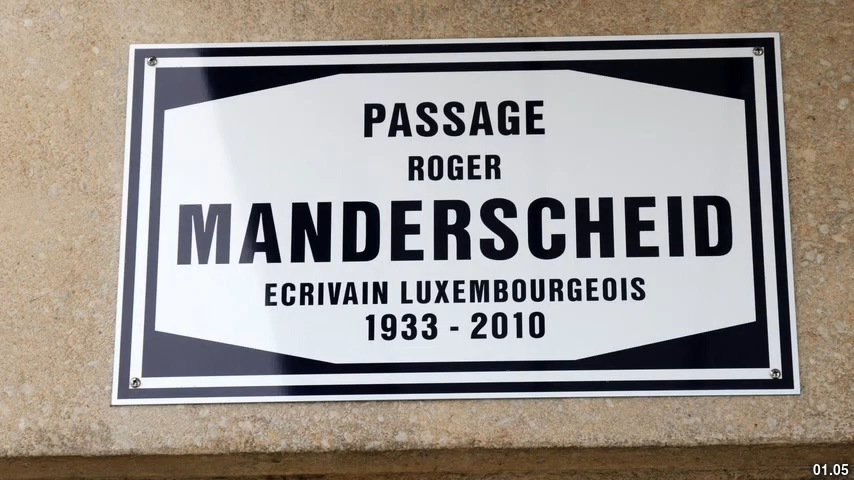 PASSAGE
ROGER
MANDERSCHEID
ECRIVAIN LUXEMBOURGEOIS
1933 - 2010
01.05